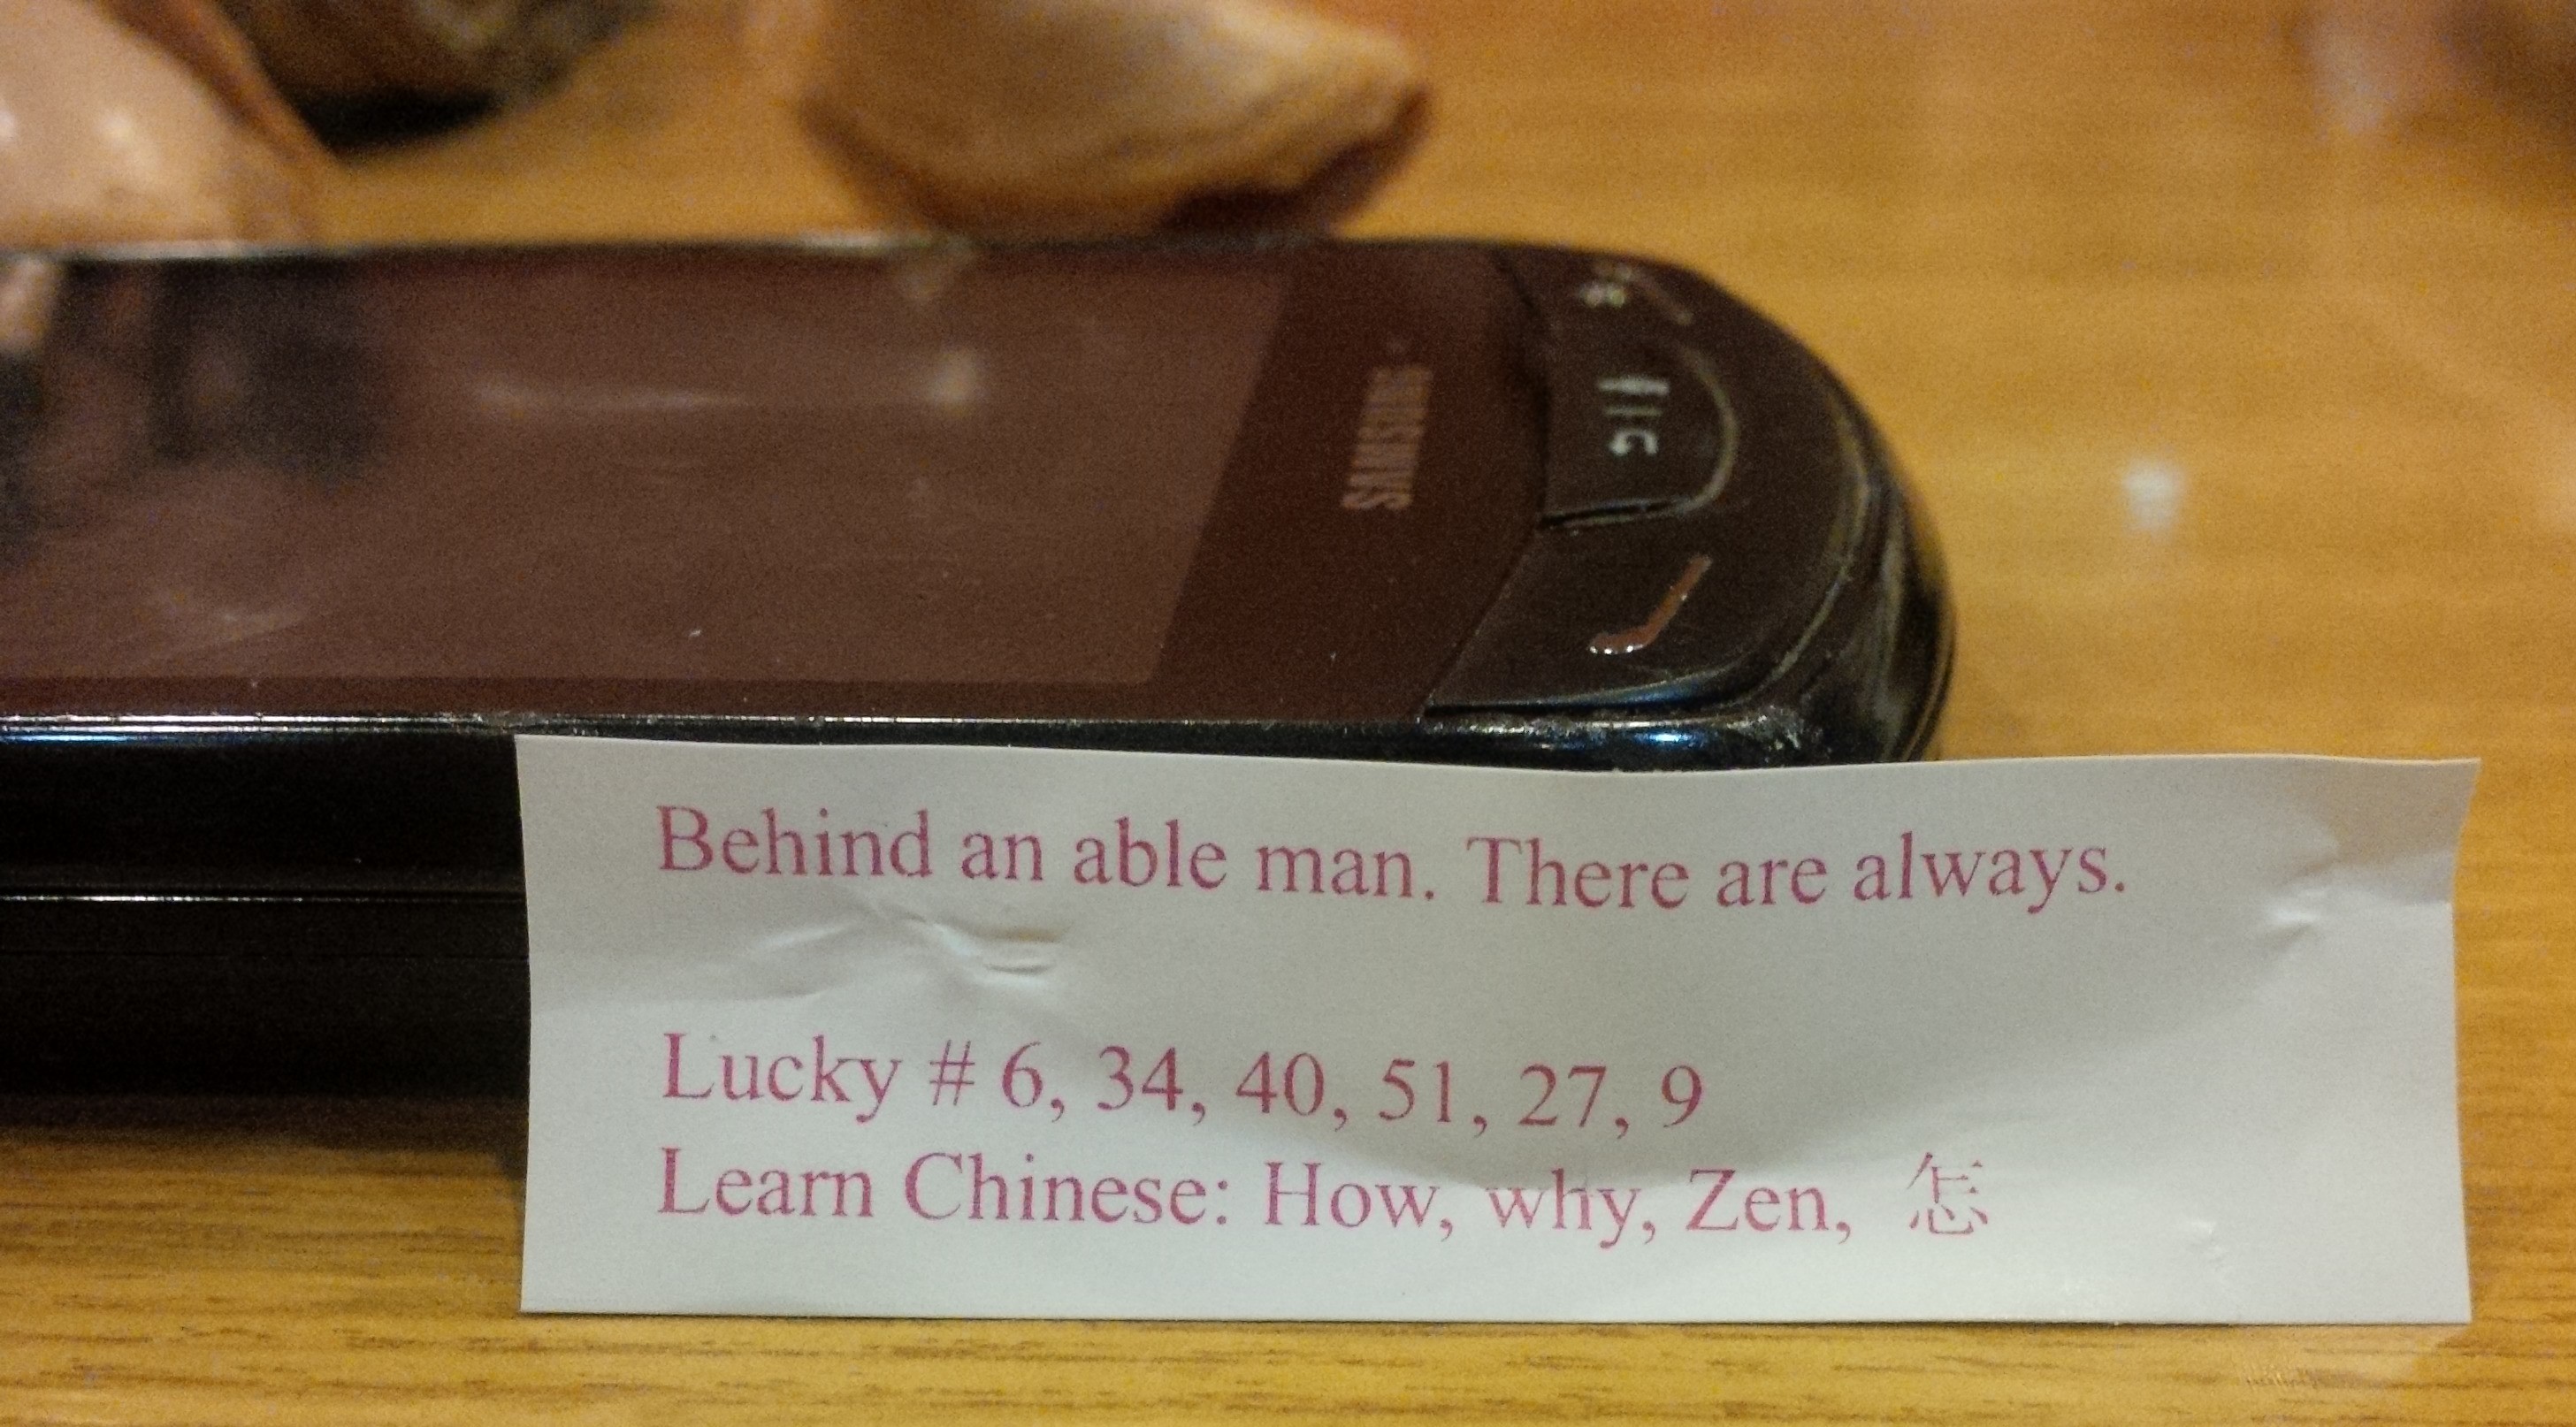 SAMSUNG
Behind an able man. There are always.
Lucky # 6, 34, 40, 51, 27, 9
Learn Chinese: How, why, Zen, 怎